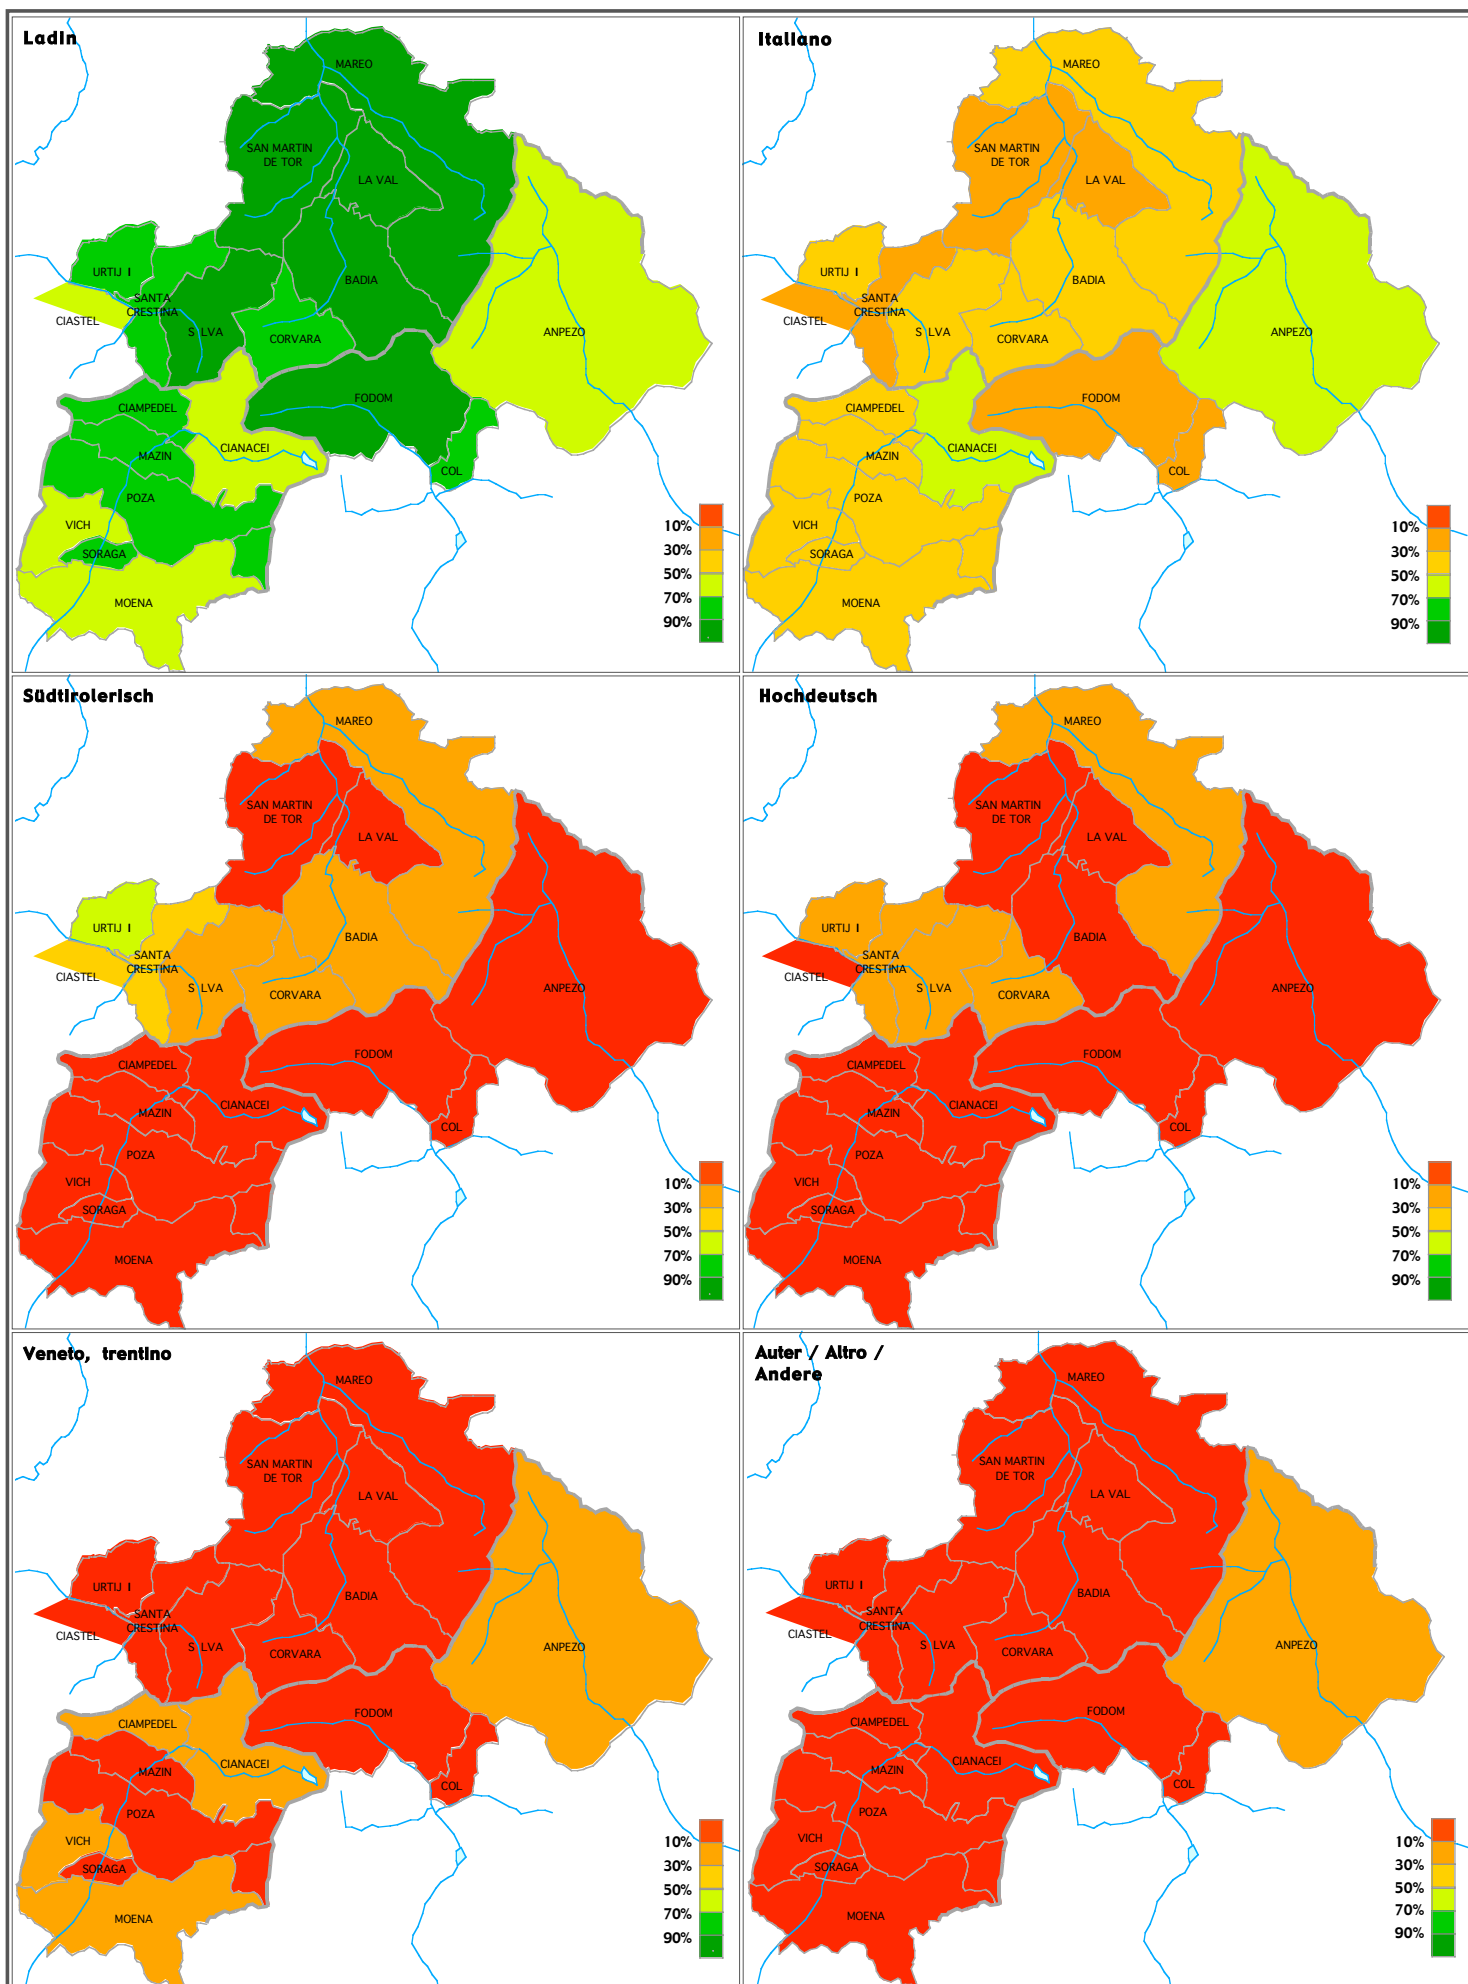 Ladin
MAREO
SAN MARTIN
DE TOR
LA VAL
URTIJ I
SANTA
CRESTINA
CIASTEL
S LVA
BADIA
CORVARA
ANPEZO
FODOM
CIAMPEDEL
CIANACEI
MAZIN
COL
POZA
VICH
SORAGA
MOENA
10%
30%
50%
70%
90%
Italiano
MAREO
SAN MARTIN
DE TOR
LA VAL
URTIJ I
SANTA
CRESTINA
CIASTEL
S LVA
BADIA
CORVARA
ANPEZO
FODOM
CIAMPEDEL
CIANACEI
MAZIN
COL
POZA
VICH
SORAGA
MOENA
10%
30%
50%
70%
90%
Südtirolerisch
MAREO
SAN MARTIN
DE TOR
LA VAL
URTIJ I
SANTA
CRESTINA
CIASTEL
S LVA
BADIA
CORVARA
ANPEZO
FODOM
CIAMPEDEL
CIANACEI
MAZIN
COL
POZA
VICH
SORAGA
MOENA
10%
30%
50%
70%
90%
Hochdeutsch
MAREO
SAN MARTIN
DE TOR
LA VAL
URTIJ I
SANTA
CRESTINA
CIASTEL
S LVA
BADIA
CORVARA
ANPEZO
FODOM
CIAMPEDEL
CIANACEI
MAZIN
COL
POZA
VICH
SORAGA
MOENA
10%
30%
50%
70%
90%
Veneto, trentino
MAREO
SAN MARTIN
DE TOR
LA VAL
URTIJ I
SANTA
CRESTINA
CIASTEL
S LVA
BADIA
CORVARA
ANPEZO
FODOM
CIAMPEDEL
CIANACEI
MAZIN
COL
POZA
VICH
SORAGA
MOENA
10%
30%
50%
70%
90%
Auter / Altro /
Andere
MAREO
SAN MARTIN
DE TOR
LA VAL
URTIJ I
SANTA
CRESTINA
CIASTEL
S LVA
BADIA
CORVARA
ANPEZO
FODOM
CIAMPEDEL
CIANACEI
MAZIN
COL
POZA
VICH
SORAGA
MOENA
10%
30%
50%
70%
90%